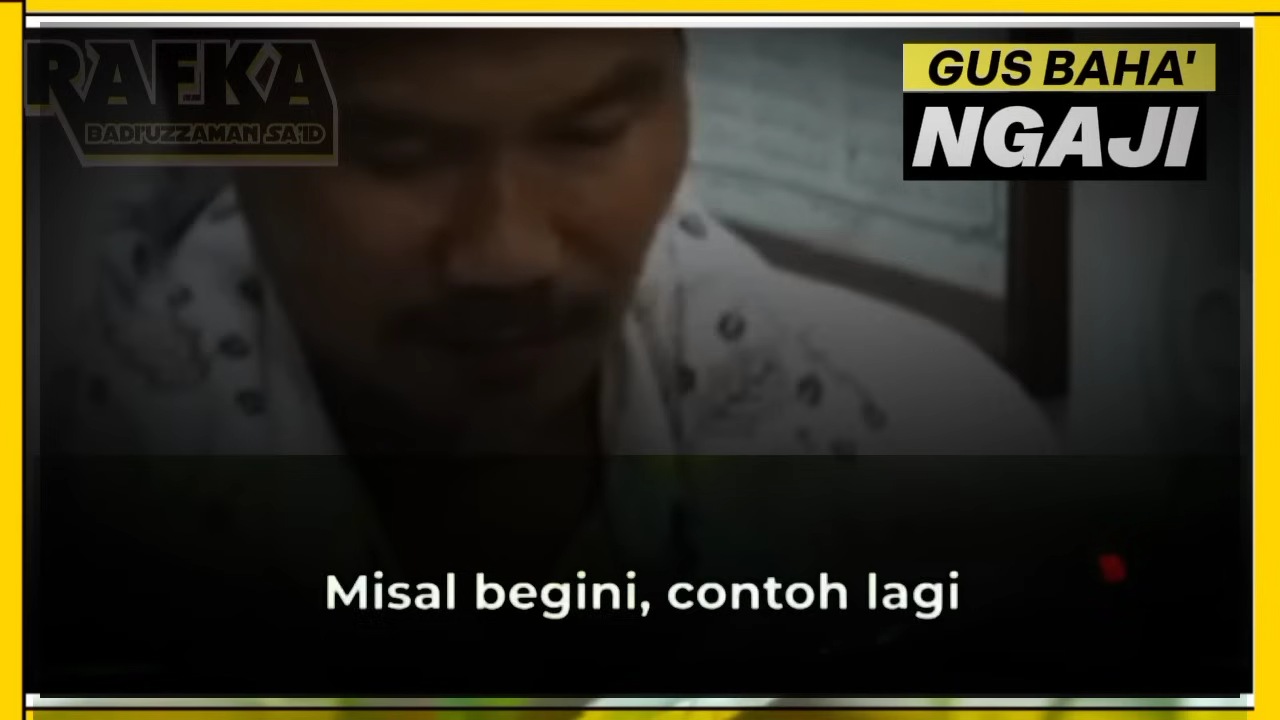 RAFKA
BADI'UZZAMAN SA'ID
GUS BAHA'
NGAJI
Misal begini, contoh lagi